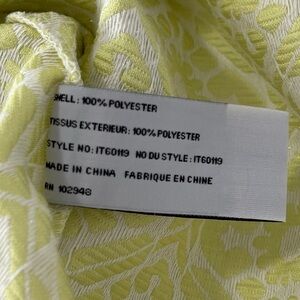 SHELL: 100% POLYESTER
TISSUS EXTERIEUR: 100% POLYESTER
STYLE NO: IT60119 NO DU STYLE: IT60119
MADE IN CHINA FABRIQUE EN CHINE
RN 102948